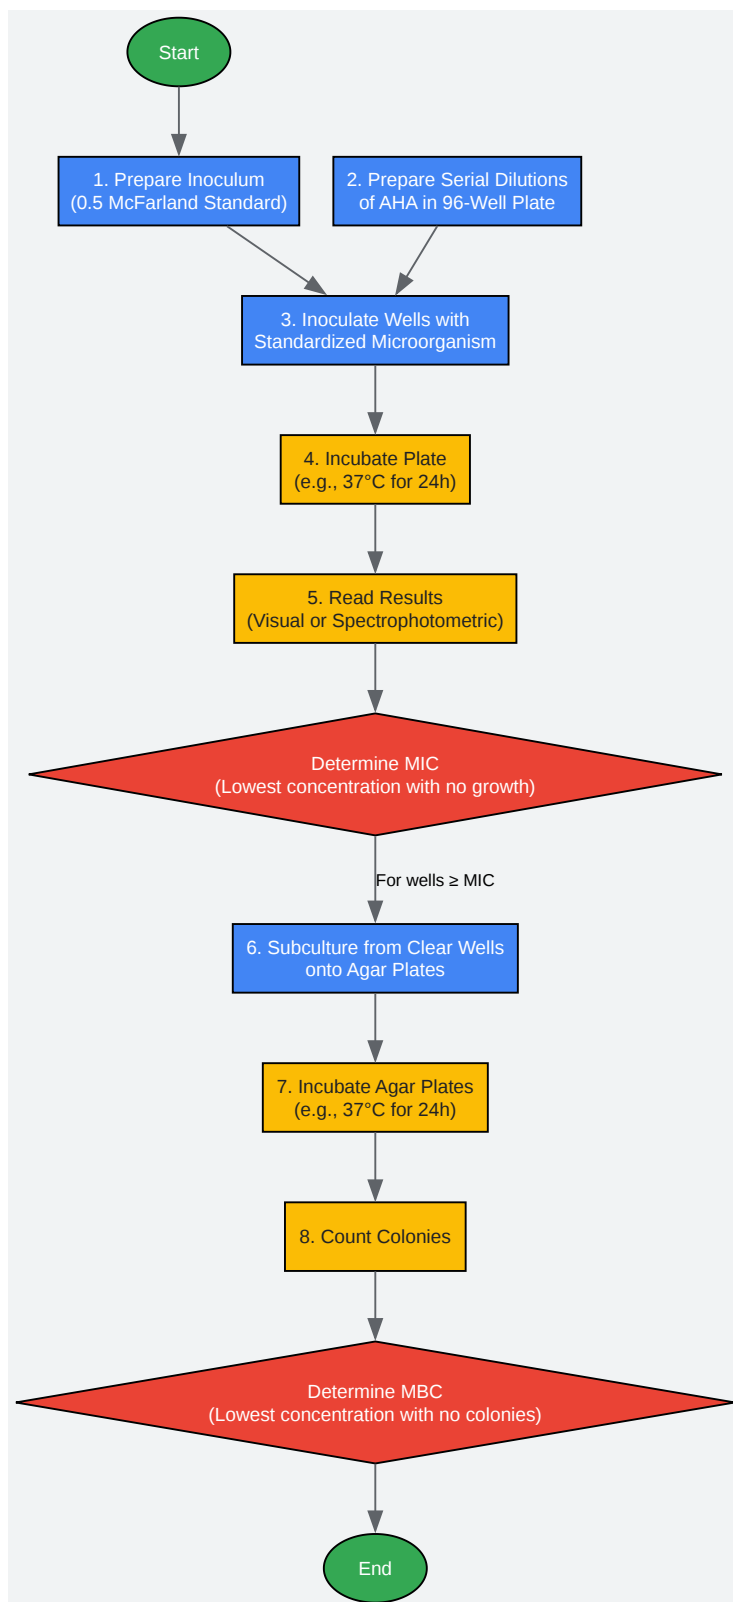 Start
1. Prepare Inoculum
(0.5 McFarland Standard)
2. Prepare Serial Dilutions
of AHA in 96-Well Plate
3. Inoculate Wells with
Standardized Microorganism
4. Incubate Plate
(e.g., 37°C for 24h)
5. Read Results
(Visual or Spectrophotometric)
Determine MIC
(Lowest concentration with no growth)
For wells ≥ MIC
6. Subculture from Clear Wells
onto Agar Plates
7. Incubate Agar Plates
(e.g., 37°C for 24h)
8. Count Colonies
Determine MBC
(Lowest concentration with no colonies)
End